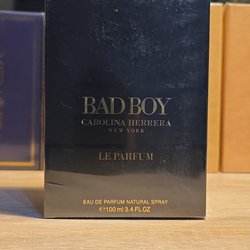 BAD BOY
CAROLINA HERRERA
NEW YORK
LE PARFUM
EAU DE PARFUM NATURAL SPRAY
℮100 ml 3.4 FL OZ